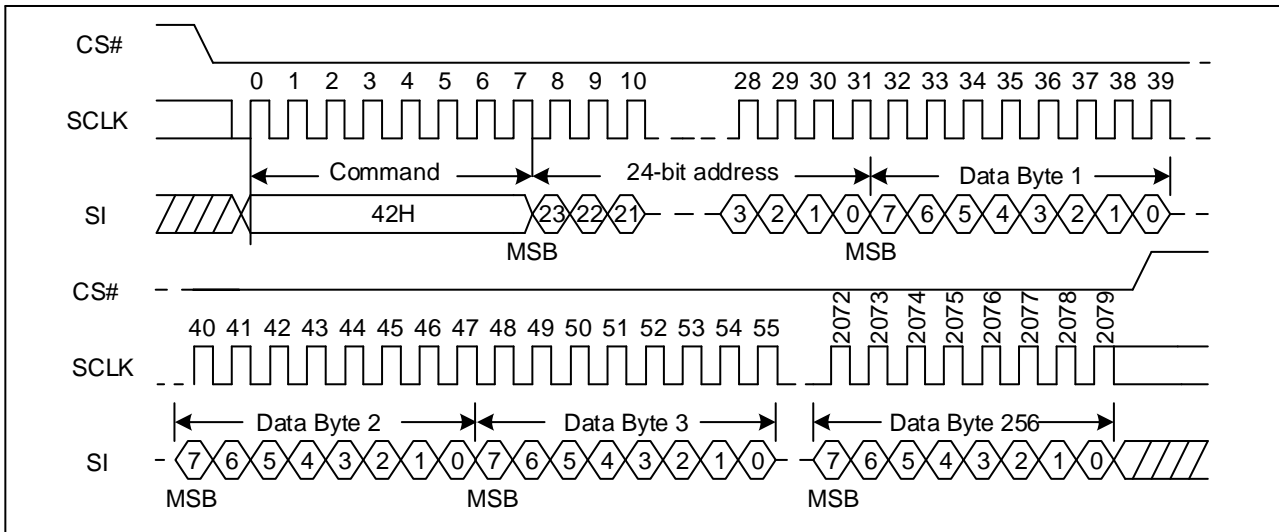 CS#
0 1 2 3 4 5 6 7 8 9 10 28 29 30 31 32 33 34 35 36 37 38 39
SCLK
Command 24-bit address Data Byte 1
SI 42H 23 22 21 3 2 1 0 7 6 5 4 3 2 1 0
MSB MSB
CS#
40 41 42 43 44 45 46 47 48 49 50 51 52 53 54 55 2072 2073 2074 2075 2076 2077 2078 2079
SCLK
Data Byte 2 Data Byte 3 Data Byte 256
SI 7 6 5 4 3 2 1 0 7 6 5 4 3 2 1 0 7 6 5 4 3 2 1 0
MSB MSB MSB